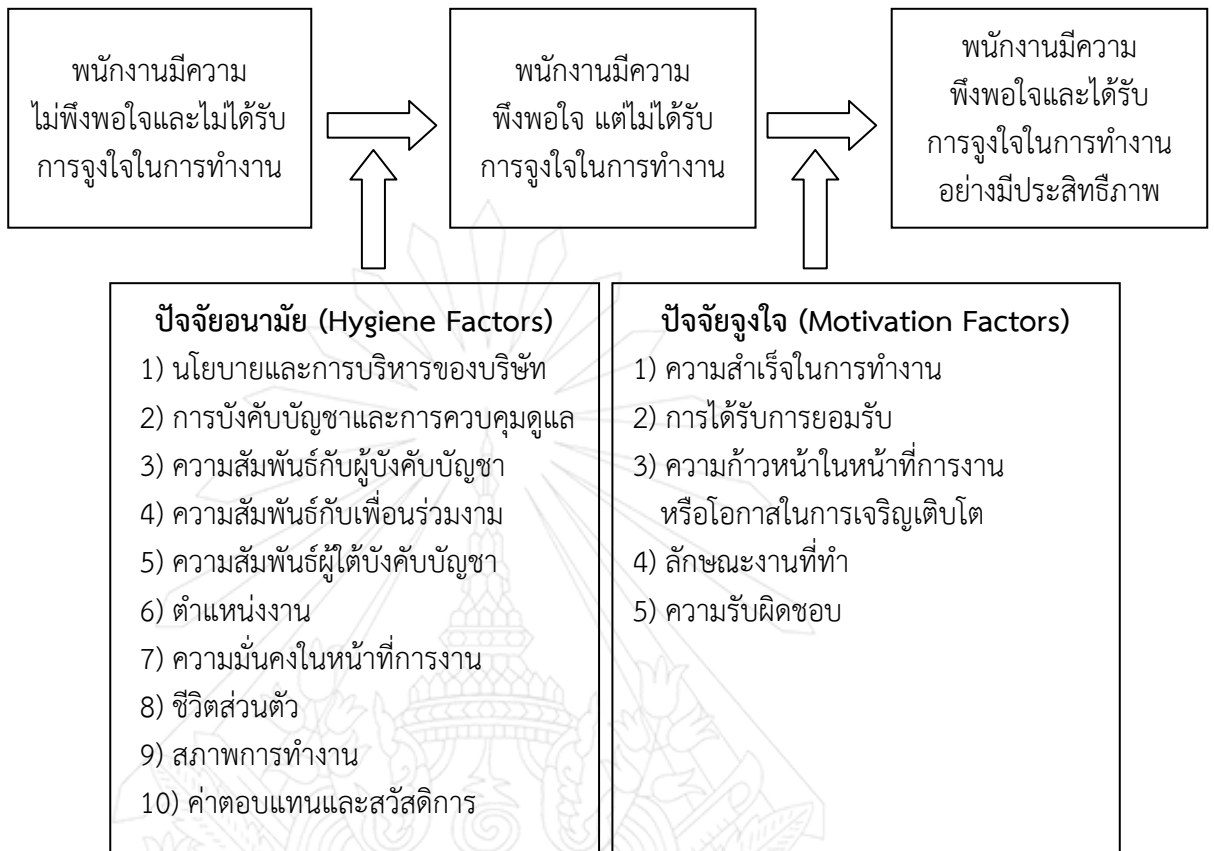 พนักงานมีความ
ไม่พึงพอใจและไม่ได้รับ
การจูงใจในการทำงาน
พนักงานมีความ
พึงพอใจ แต่ไม่ได้รับ
การจูงใจในการทำงาน
พนักงานมีความ
พึงพอใจและได้รับ
การจูงใจในการทำงาน
อย่างมีประสิทธืภาพ
ปัจจัยอนามัย (Hygiene Factors)
1) นโยบายและการบริหารของบริษัท
2) การบังคับบัญชาและการควบคุมดูแล
3) ความสัมพันธ์กับผู้บังคับบัญชา
4) ความสัมพันธ์กับเพื่อนร่วมงาม
5) ความสัมพันธ์ผู้ใต้บังคับบัญชา
6) ตำแหน่งงาน
7) ความมั่นคงในหน้าที่การงาน
8) ชีวิตส่วนตัว
9) สภาพการทำงาน
10) ค่าตอบแทนและสวัสดิการ
ปัจจัยจูงใจ (Motivation Factors)
1) ความสำเร็จในการทำงาน
2) การได้รับการยอมรับ
3) ความก้าวหน้าในหน้าที่การงาน
หรือโอกาสในการเจริญเติบโต
4) ลักษณะงานที่ทำ
5) ความรับผิดชอบ